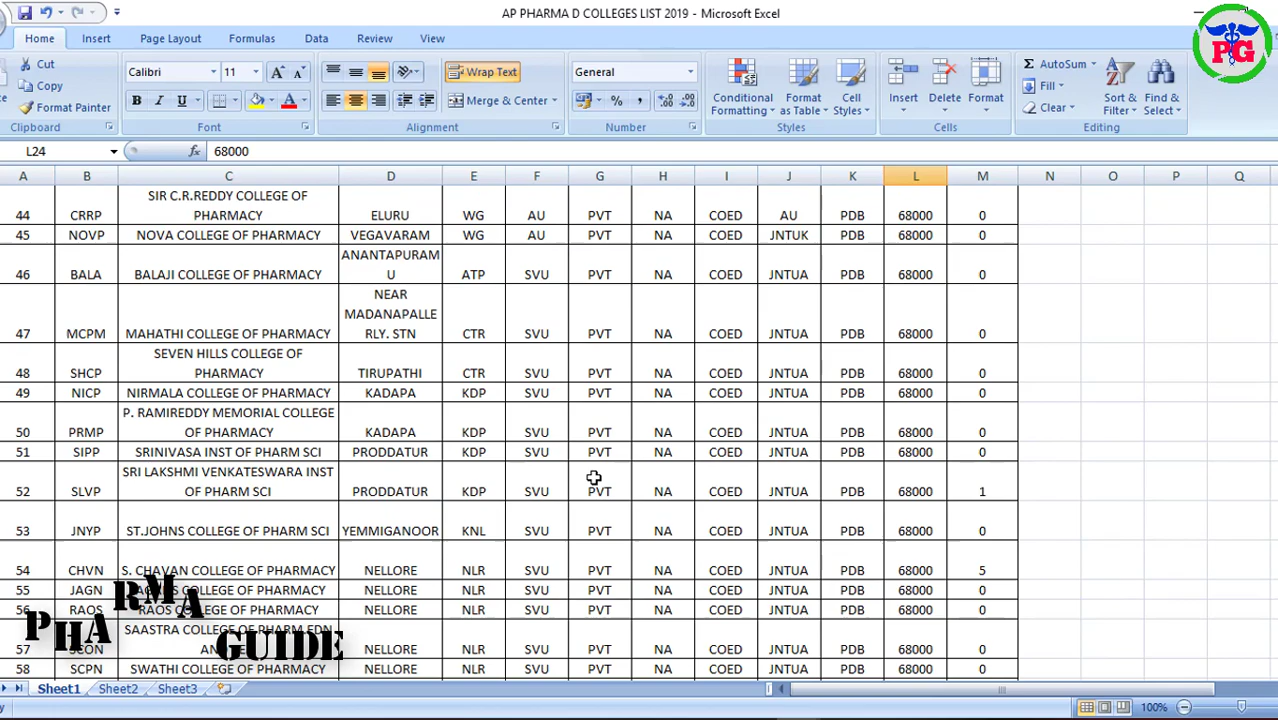 AP PHARMA D COLLEGES LIST 2019 - Microsoft Excel
PG
Home Insert Page Layout Formulas Data Review View
Cut
Copy
Format Painter
Clipboard
Calibri 11
B I U
Font
Wrap Text
Merge & Center
Alignment
General
Number
Conditional Formatting
Format as Table
Cell Styles
Styles
Insert Delete Format
Cells
AutoSum
Fill
Clear
Sort & Filter
Find & Select
Editing
L24 fx 68000
A B C D E F G H I J K L M N O P Q
44 CRRP SIR C.R.REDDY COLLEGE OF PHARMACY ELURU WG AU PVT NA COED AU PDB 68000 0
45 NOVP NOVA COLLEGE OF PHARMACY VEGAVARAM WG AU PVT NA COED JNTUK PDB 68000 0
46 BALA BALAJI COLLEGE OF PHARMACY ANANTAPURAMU ATP SVU PVT NA COED JNTUA PDB 68000 0
47 MCPM MAHATHI COLLEGE OF PHARMACY NEAR MADANAPALLE RLY. STN CTR SVU PVT NA COED JNTUA PDB 68000 0
48 SHCP SEVEN HILLS COLLEGE OF PHARMACY TIRUPATHI CTR SVU PVT NA COED JNTUA PDB 68000 0
49 NICP NIRMALA COLLEGE OF PHARMACY KADAPA KDP SVU PVT NA COED JNTUA PDB 68000 0
50 PRMP P. RAMIREDDY MEMORIAL COLLEGE OF PHARMACY KADAPA KDP SVU PVT NA COED JNTUA PDB 68000 0
51 SIPP SRINIVASA INST OF PHARM SCI PRODDATUR KDP SVU PVT NA COED JNTUA PDB 68000 0
52 SLVP SRI LAKSHMI VENKATESWARA INST OF PHARM SCI PRODDATUR KDP SVU PVT NA COED JNTUA PDB 68000 1
53 JNYP ST.JOHNS COLLEGE OF PHARM SCI YEMMIGANOOR KNL SVU PVT NA COED JNTUA PDB 68000 0
54 CHVN S. CHAVAN COLLEGE OF PHARMACY NELLORE NLR SVU PVT NA COED JNTUA PDB 68000 5
55 JAGN COLLEGE OF PHARMACY NELLORE NLR SVU PVT NA COED JNTUA PDB 68000 0
56 RAOS RAOS COLLEGE OF PHARMACY NELLORE NLR SVU PVT NA COED JNTUA PDB 68000 0
57 SAASTRA COLLEGE OF PHARM EDN NELLORE NLR SVU PVT NA COED JNTUA PDB 68000 0
58 SCPN SWATHI COLLEGE OF PHARMACY NELLORE NLR SVU PVT NA COED JNTUA PDB 68000 0
PHARMA
GUIDE
Sheet1 Sheet2 Sheet3
100%